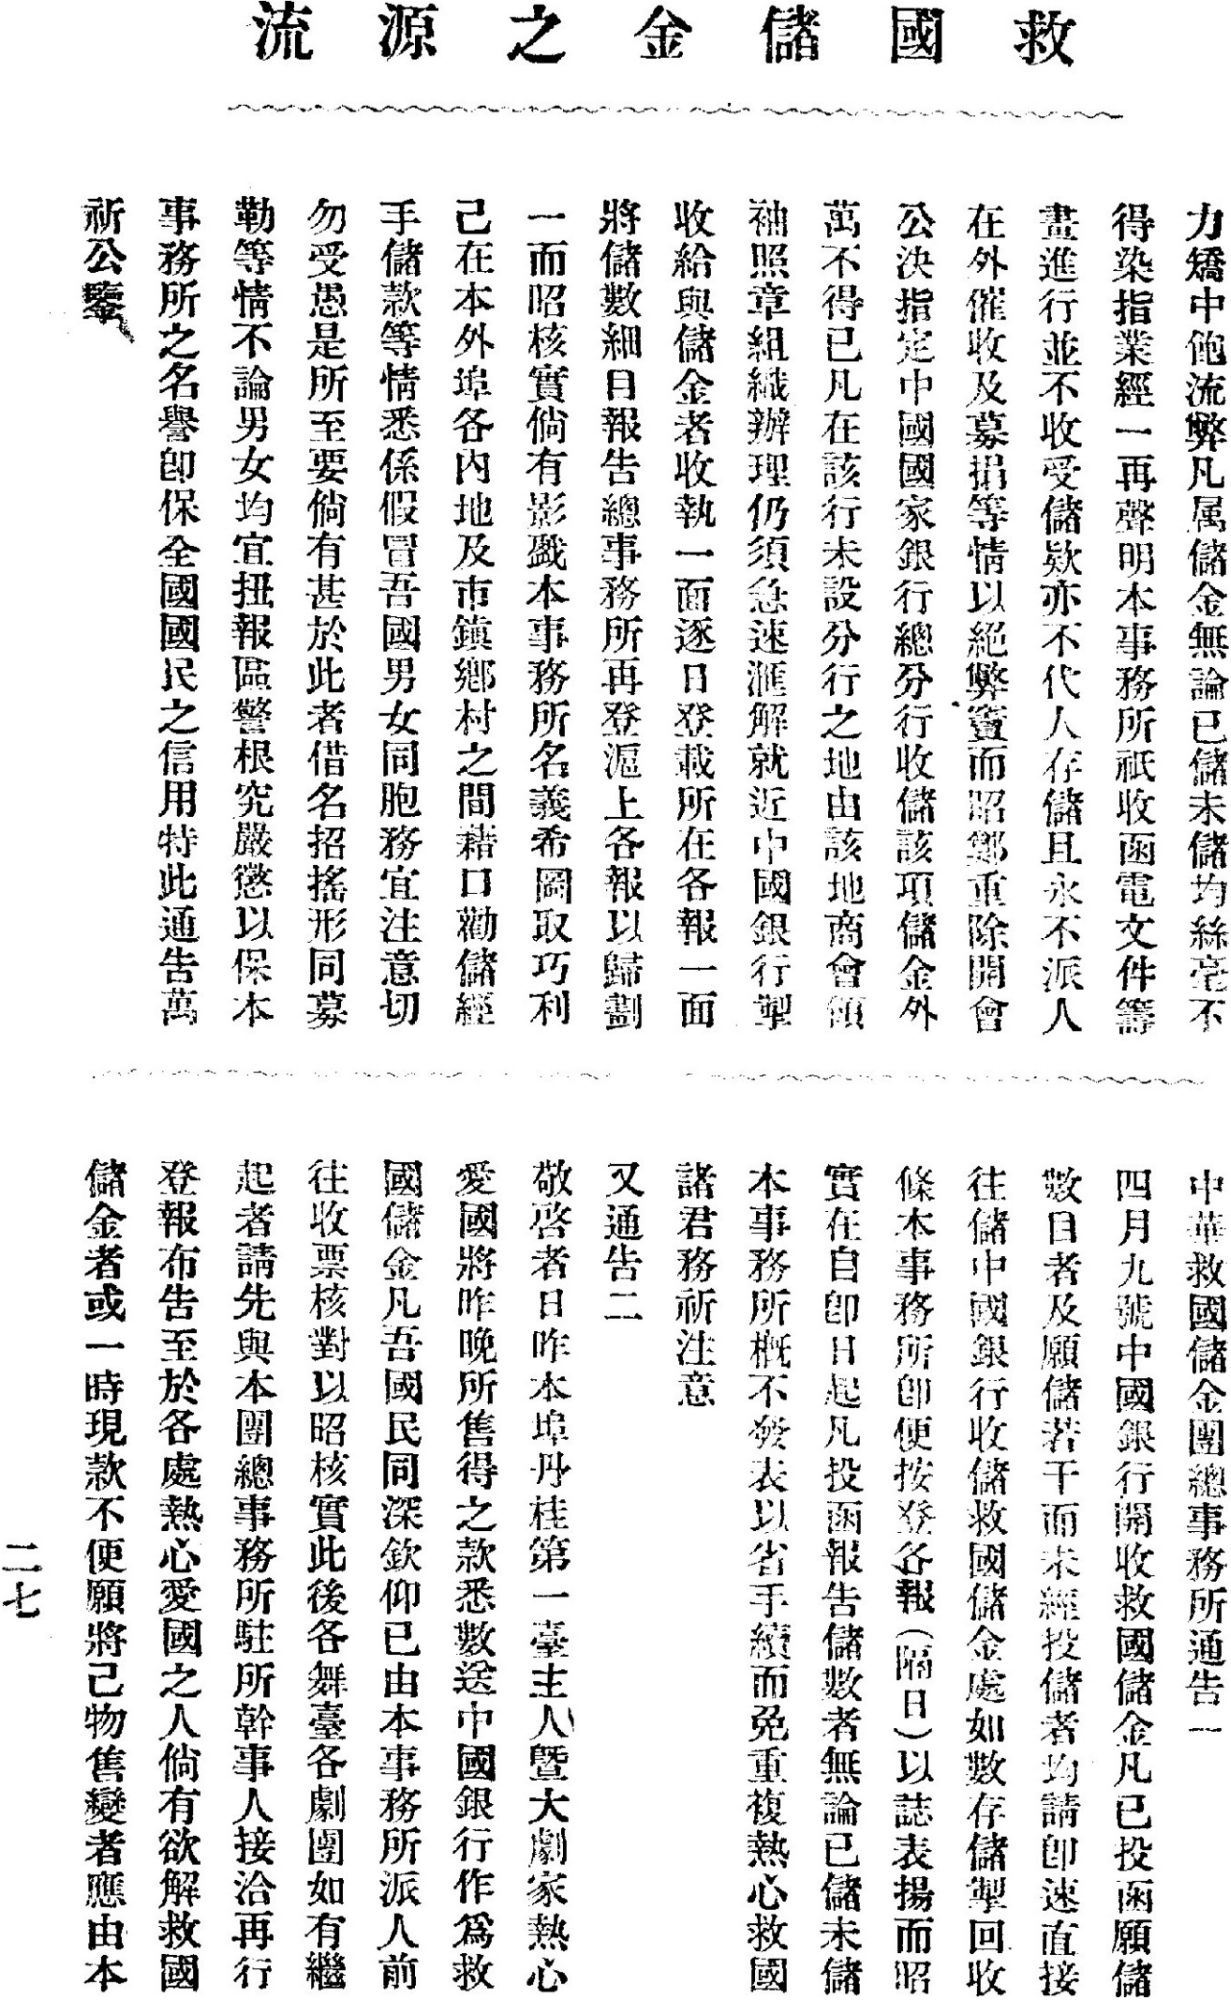 救國儲金之源流
力矯中飽流弊凡属儲金無論已儲未儲均絲毫不
得染指業經一再聲明本事務所祇收函電文件籌
畫進行並不收受儲欵亦不代人存儲且永不派人
在外催收及募捐等情以絕弊竇而昭鄭重除開會
公決指定中國國家銀行總分行收儲該項儲金外
萬不得已凡在該行未設分行之地由該地商會領
袖照章組織辦理仍須急速滙解就近中國銀行掣
收給與儲金者收執一面逐日登載所在各報一面
將儲數細目報告總事務所再登滬上各報以歸劃
一而昭核實倘有影戤本事務所名義希圖取巧利
己在本外埠各內地及市鎮鄉村之間藉口勸儲經
手儲款等情悉係假冒吾國男女同胞務宜注意切
勿受愚是所至要倘有甚於此者借名招搖形同募
勒等情不論男女均宜扭報區警根究嚴懲以保本
事務所之名譽卽保全國國民之信用特此通告萬
祈公鑒
中華救國儲金團總事務所通告一
四月九號中國銀行開收救國儲金凡已投函願儲
數目者及願儲若干而未經投儲者均請卽速直接
往儲中國銀行收儲救國儲金處如數存儲掣回收
條本事務所卽便按登各報（隔日）以誌表揚而昭
實在自卽日起凡投函報告儲數者無論已儲未儲
本事務所概不發表以省手續而免重複熱心救國
諸君務祈注意
又通告二
敬啓者日昨本埠丹桂第一臺主人曁大劇家熱心
愛國將昨晚所售得之款悉數送中國銀行作爲救
國儲金凡吾國民同深欽仰已由本事務所派人前
往收票核對以昭核實此後各舞臺各劇團如有繼
起者請先與本團總事務所駐所幹事人接洽再行
登報布告至於各處熱心愛國之人倘有欲解救國
儲金者或一時現款不便願將己物售變者應由本
二七